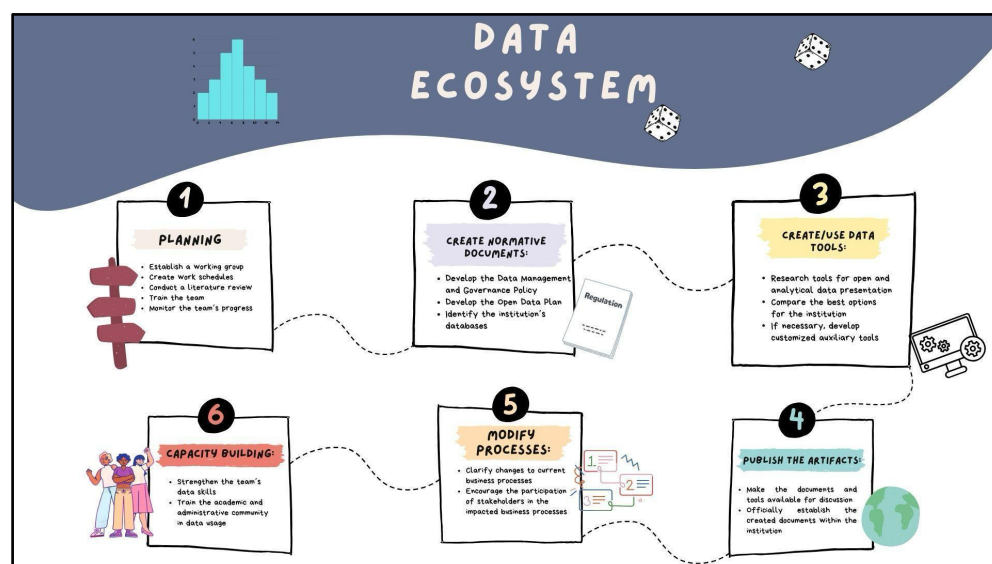 DATA
ECOSYSTEM
1
PLANNING
• Establish a working group
• Create work schedules
• Conduct a literature review
• Train the team
• Monitor the team's progress
2
CREATE NORMATIVE
DOCUMENTS:
• Develop the Data Management
and Governance Policy
• Develop the Open Data Plan
• Identify the institution's
databases
Regulation
3
CREATE/USE DATA
TOOLS:
• Research tools for open and
analytical data presentation
• Compare the best options
for the institution
• If necessary, develop
customized auxiliary tools
4
PUBLISH THE ARTIFACTS:
• Make the documents and
tools available for discussion
• Officially establish the
created documents within the
institution
5
MODIFY
PROCESSES:
• Clarify changes to current
business processes
• Encourage the participation
of stakeholders in the
impacted business processes
1
2
3
6
CAPACITY BUILDING:
• Strengthen the team's
data skills
• Train the academic and
administrative community
in data usage